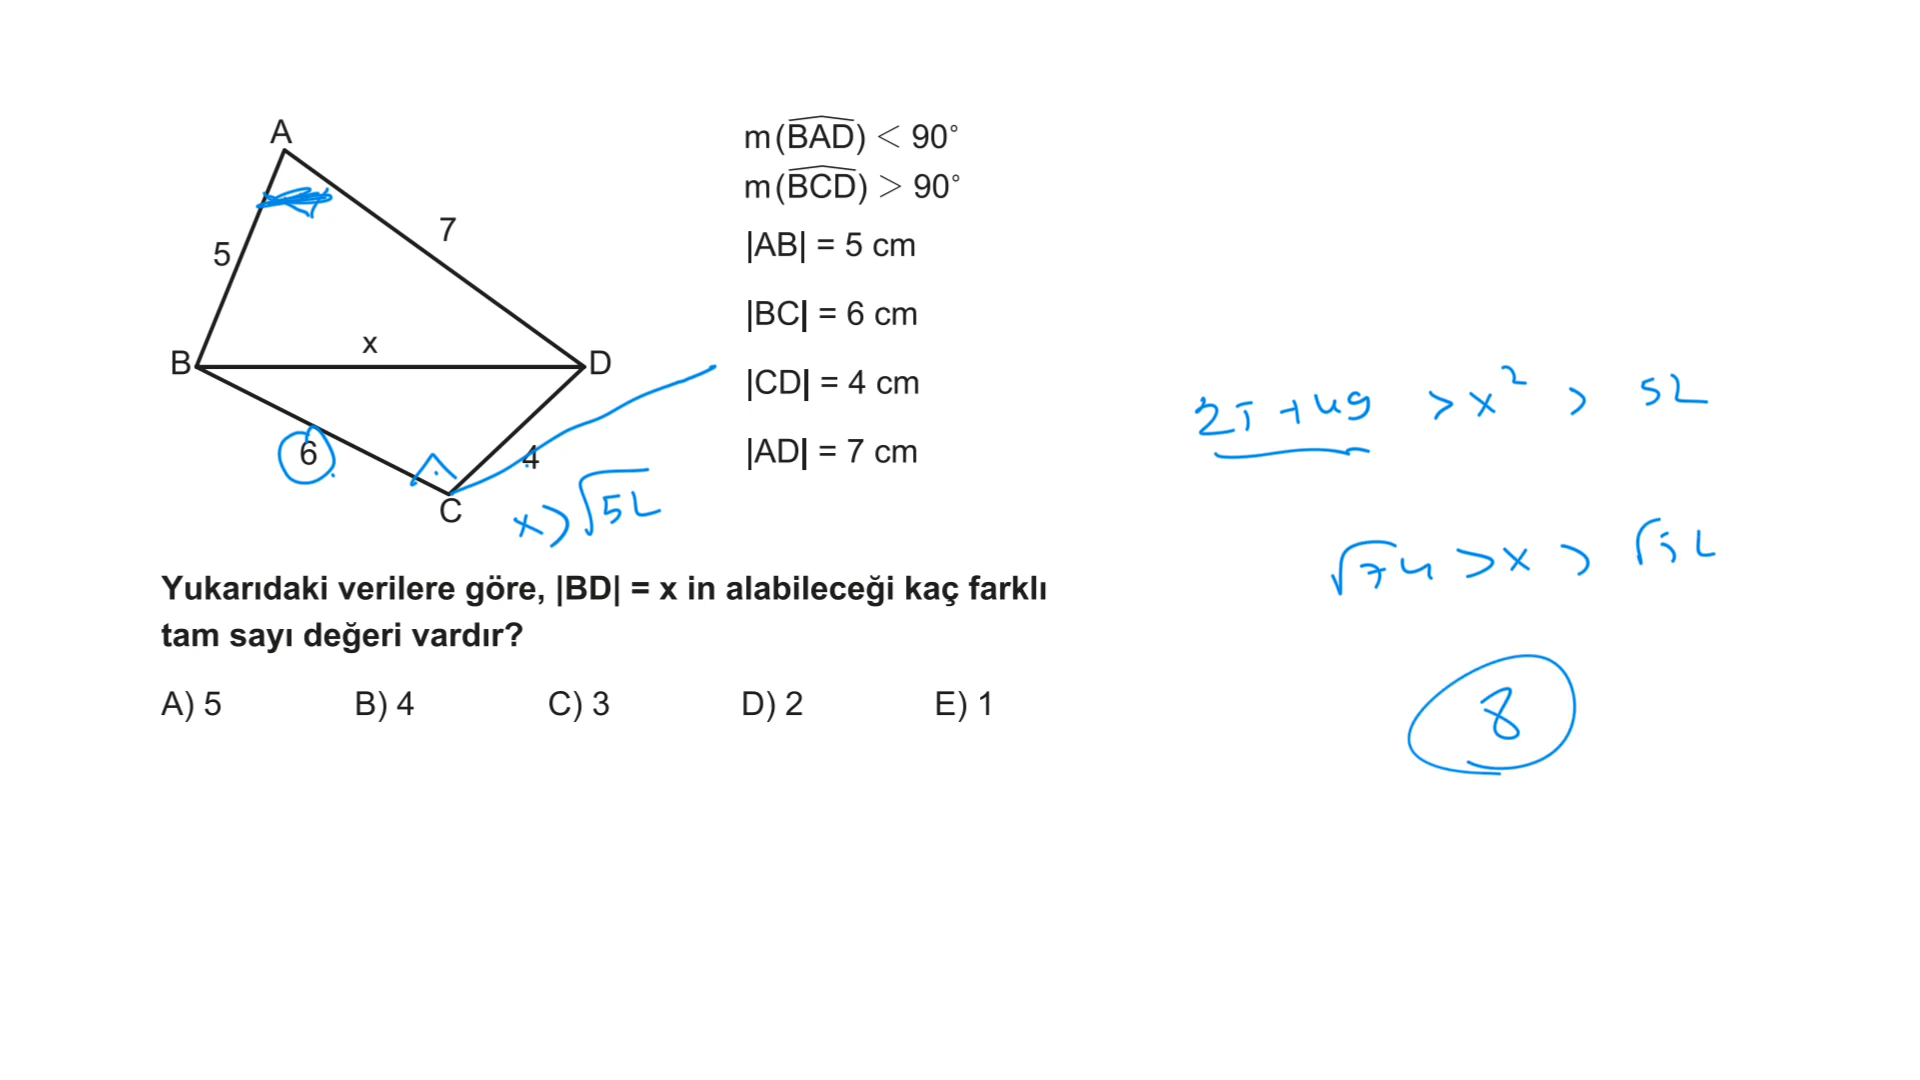 A
m(BAD) < 90°
m(BCD) > 90°
7
5
|AB| = 5 cm
|BC| = 6 cm
x
B
D
|CD| = 4 cm
25 + 49 > x² > 52
6
4
|AD| = 7 cm
C
x > √52
√74 > x > √52
Yukarıdaki verilere göre, |BD| = x in alabileceği kaç farklı
tam sayı değeri vardır?
A) 5 B) 4 C) 3 D) 2 E) 1
8